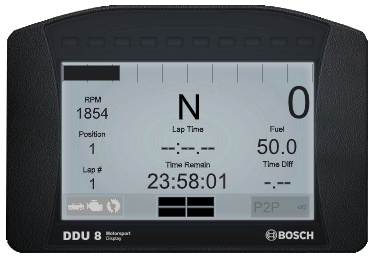 N
0
RPM
1854
Lap Time
--:--.--
Fuel
50.0
Position
1
Time Remain
23:58:01
Time Diff
-.--
Lap #
1
P2P ∞
DDU 8 Motorsport Display
BOSCH